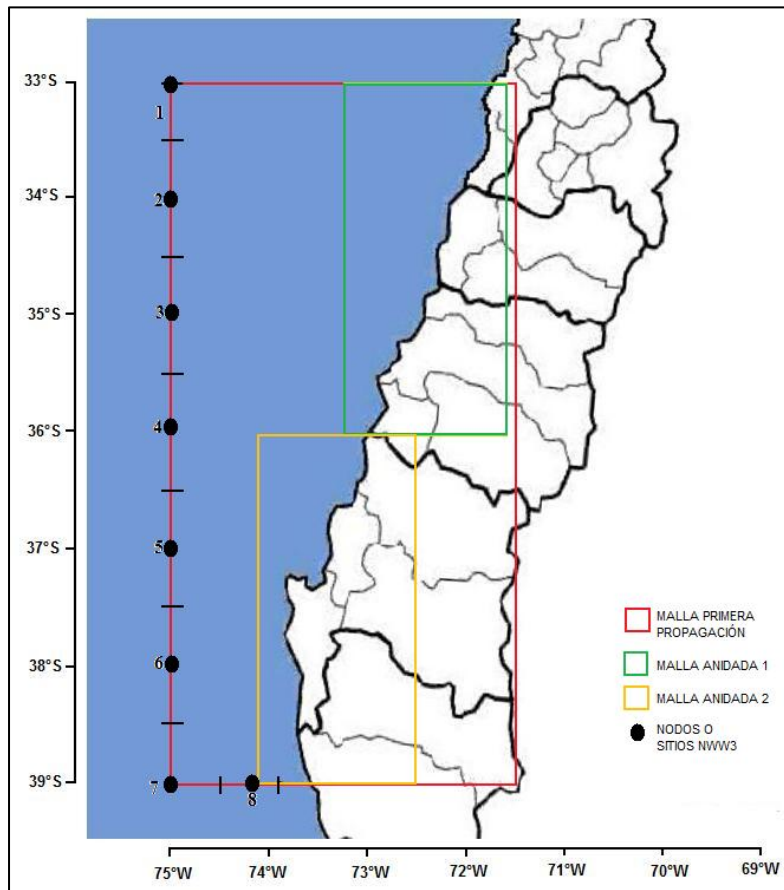 33°S
1
2
34°S
3
35°S
4
36°S
5
37°S
6
38°S
7
8
39°S
MALLA PRIMERA
PROPAGACIÓN
MALLA ANIDADA 1
MALLA ANIDADA 2
NODOS O
SITIOS NWW3
75°W
74°W
73°W
72°W
71°W
70°W
69°W